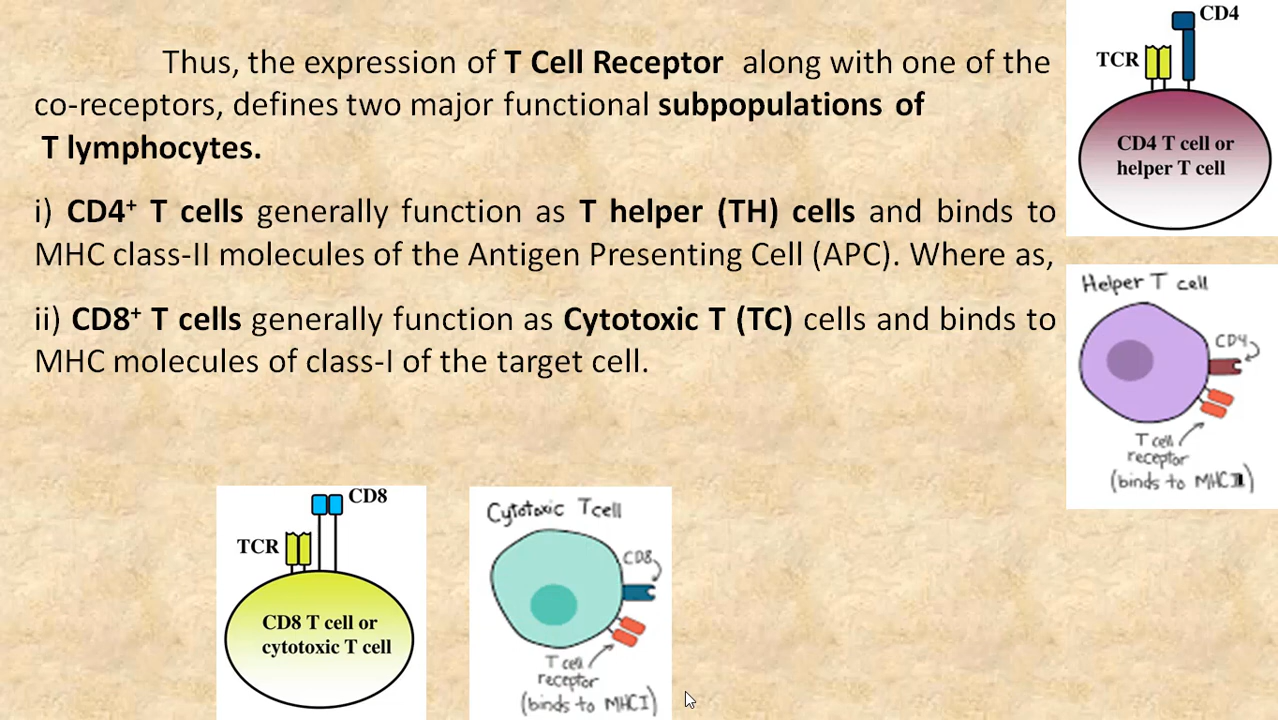 Thus, the expression of T Cell Receptor along with one of the
co-receptors, defines two major functional subpopulations of
T lymphocytes.
i) CD4⁺ T cells generally function as T helper (TH) cells and binds to
MHC class-II molecules of the Antigen Presenting Cell (APC). Where as,
ii) CD8⁺ T cells generally function as Cytotoxic T (TC) cells and binds to
MHC molecules of class-I of the target cell.
CD4
TCR
CD4 T cell or
helper T cell
Helper T cell
CD4
T cell
receptor
(binds to MHCII)
CD8
TCR
CD8 T cell or
cytotoxic T cell
Cytotoxic T cell
CD8
T cell
receptor
(binds to MHCI)